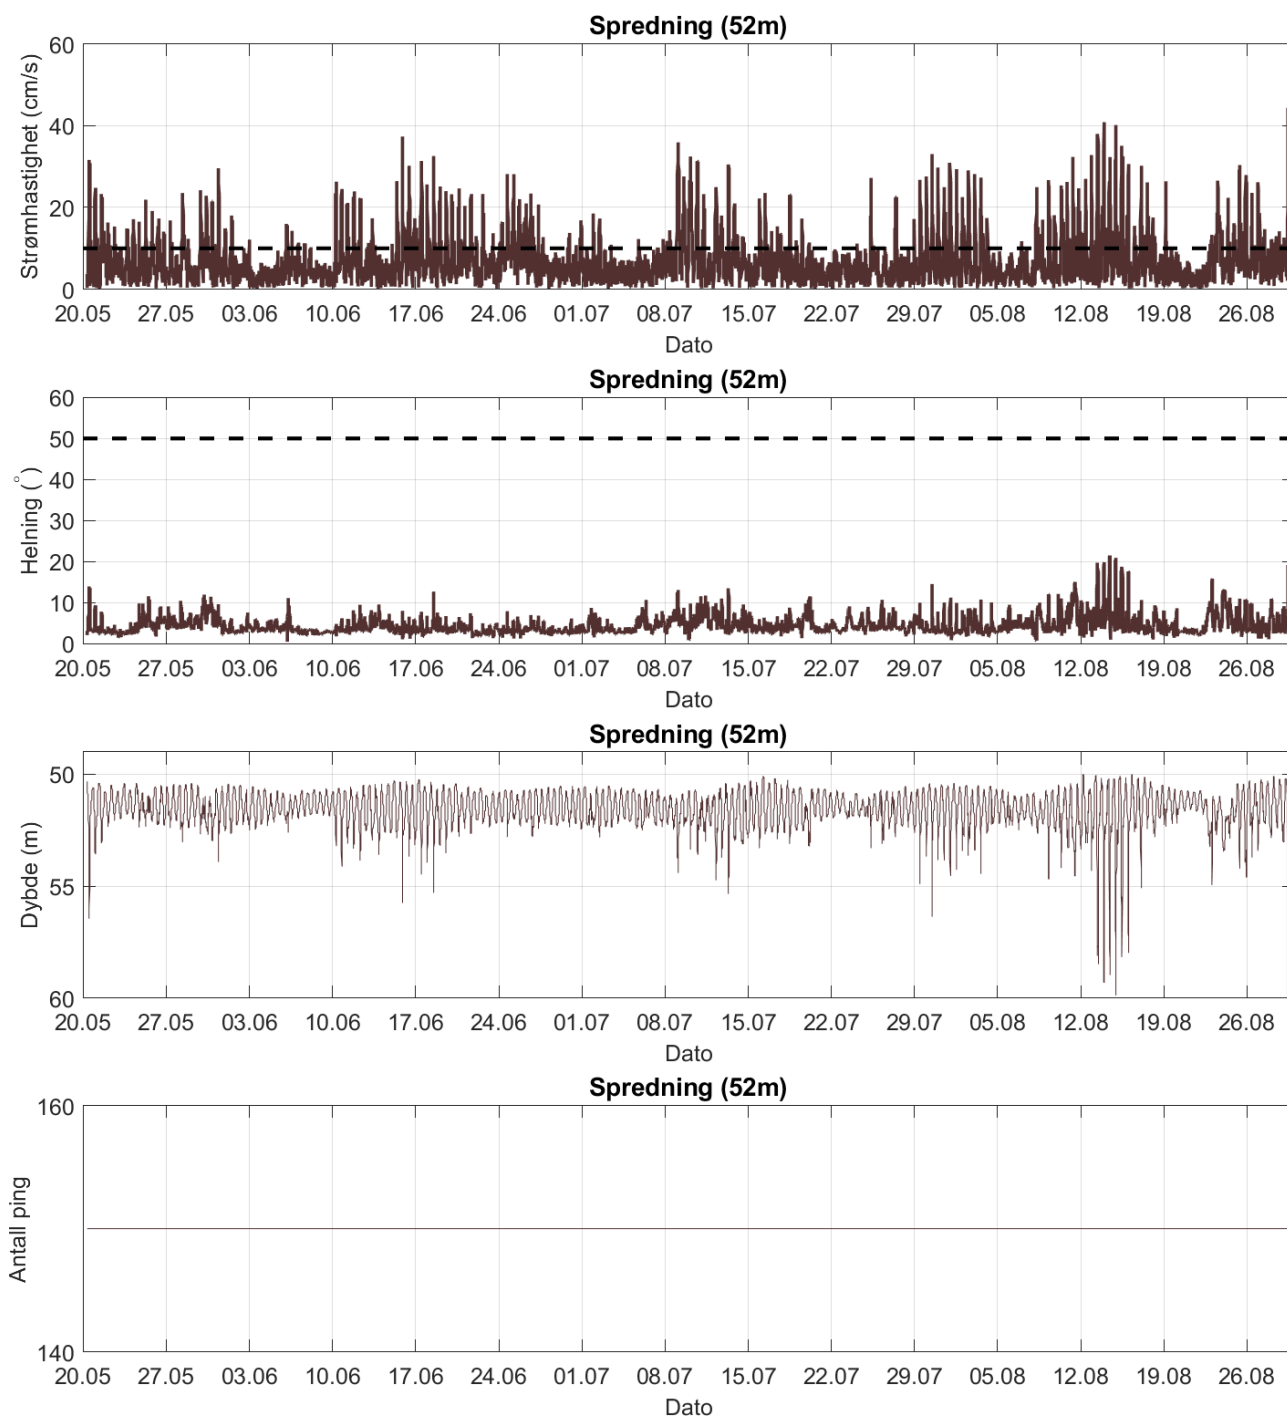 Spredning (52m)
Strømhastighet (cm/s)
60
40
20
0
20.05 27.05 03.06 10.06 17.06 24.06 01.07 08.07 15.07 22.07 29.07 05.08 12.08 19.08 26.08
Dato
Spredning (52m)
Helning (°)
60
50
40
30
20
10
0
20.05 27.05 03.06 10.06 17.06 24.06 01.07 08.07 15.07 22.07 29.07 05.08 12.08 19.08 26.08
Dato
Spredning (52m)
Dybde (m)
50
55
60
20.05 27.05 03.06 10.06 17.06 24.06 01.07 08.07 15.07 22.07 29.07 05.08 12.08 19.08 26.08
Dato
Spredning (52m)
Antall ping
160
140
20.05 27.05 03.06 10.06 17.06 24.06 01.07 08.07 15.07 22.07 29.07 05.08 12.08 19.08 26.08
Dato